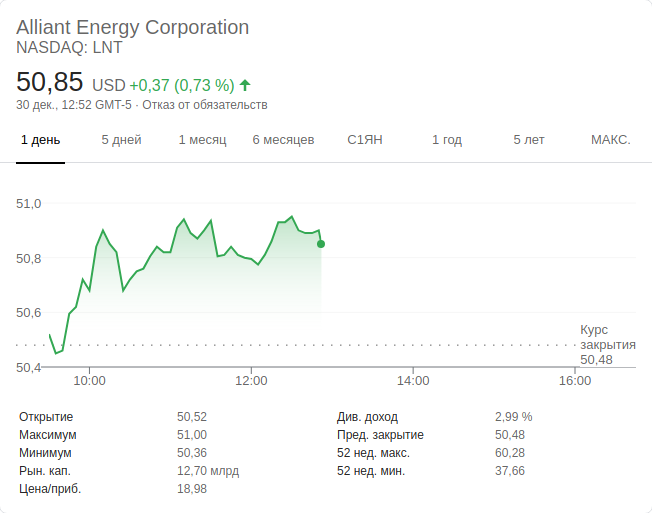 Alliant Energy Corporation
NASDAQ: LNT
50,85 USD +0,37 (0,73 %)
30 дек., 12:52 GMT-5 · Отказ от обязательств
1 день 5 дней 1 месяц 6 месяцев С1ЯН 1 год 5 лет МАКС.
51,0
50,8
50,6
50,4
Курс
закрытия
50,48
10:00 12:00 14:00 16:00
Открытие 50,52 Див. доход 2,99 %
Максимум 51,00 Пред. закрытие 50,48
Минимум 50,36 52 нед. макс. 60,28
Рын. кап. 12,70 млрд 52 нед. мин. 37,66
Цена/приб. 18,98